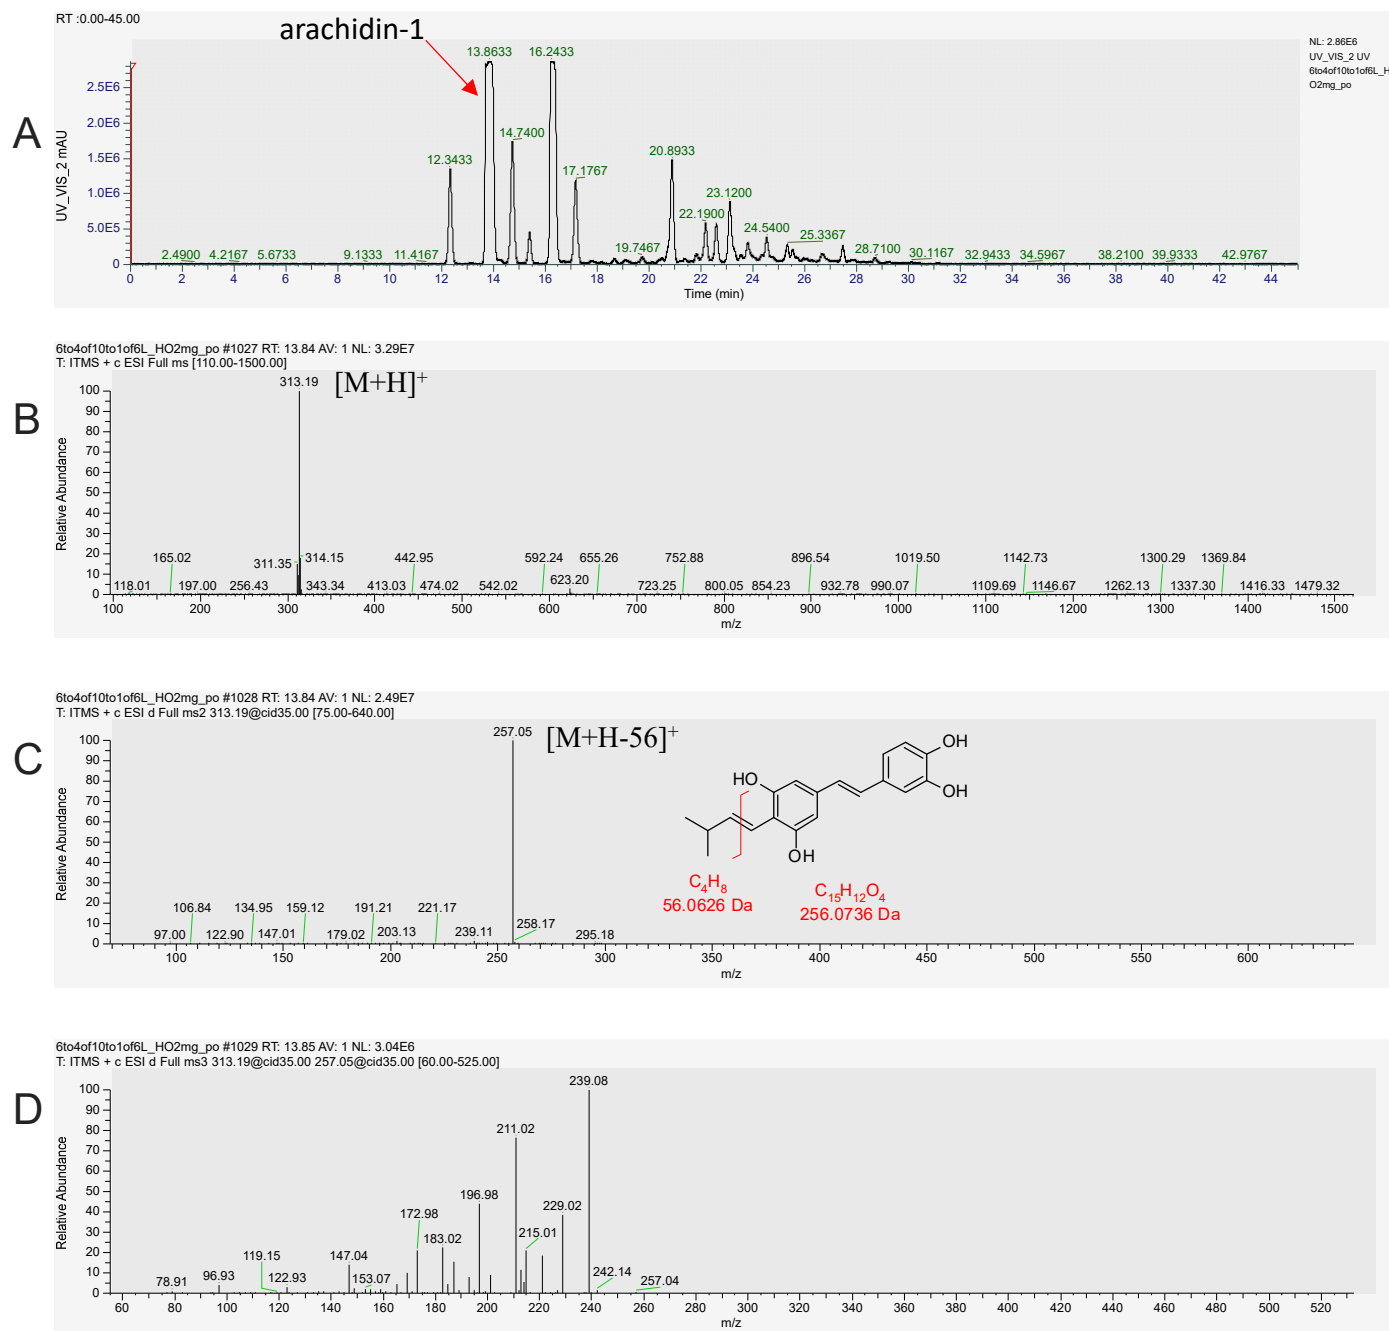 RT :0.00-45.00
arachidin-1
NL: 2.86E6
UV_VIS_2 UV
6to4of10to1of6L_H
O2mg_po
A
UV_VIS_2 mAU
2.5E6
2.0E6
1.5E6
1.0E6
5.0E5
0
13.8633 16.2433
14.7400
12.3433 17.1767 20.8933
23.1200
22.1900
24.5400
2.4900 4.2167 5.6733 9.1333 11.4167 19.7467 25.3367 28.7100 30.1167 32.9433 34.5967 38.2100 39.9333 42.9767
0 2 4 6 8 10 12 14 16 18 20 22 24 26 28 30 32 34 36 38 40 42 44
Time (min)
6to4of10to1of6L_HO2mg_po #1027 RT: 13.84 AV: 1 NL: 3.29E7
T: ITMS + c ESI Full ms [110.00-1500.00]
B
Relative Abundance
100
90
80
70
60
50
40
30
20
10
0
313.19 [M+H]+
165.02 311.35 314.15 442.95 592.24 655.26 752.88 896.54 1019.50 1142.73 1300.29 1369.84
118.01 197.00 256.43 343.34 413.03 474.02 542.02 623.20 723.25 800.05 854.23 932.78 990.07 1109.69 1146.67 1262.13 1337.30 1416.33 1479.32
100 200 300 400 500 600 700 800 900 1000 1100 1200 1300 1400 1500
m/z
6to4of10to1of6L_HO2mg_po #1028 RT: 13.84 AV: 1 NL: 2.49E7
T: ITMS + c ESI d Full ms2 313.19@cid35.00 [75.00-640.00]
C
Relative Abundance
100
90
80
70
60
50
40
30
20
10
0
257.05 [M+H-56]+
OH
HO
OH
OH
C4H8
56.0626 Da
C15H12O4
256.0736 Da
106.84 134.95 159.12 191.21 221.17 258.17
97.00 122.90 147.01 179.02 203.13 239.11 295.18
100 150 200 250 300 350 400 450 500 550 600
m/z
6to4of10to1of6L_HO2mg_po #1029 RT: 13.85 AV: 1 NL: 3.04E6
T: ITMS + c ESI d Full ms3 313.19@cid35.00 257.05@cid35.00 [60.00-525.00]
D
Relative Abundance
100
90
80
70
60
50
40
30
20
10
0
239.08
211.02
196.98
172.98 229.02
183.02 215.01
119.15 147.04
78.91 96.93 122.93 153.07 242.14 257.04
60 80 100 120 140 160 180 200 220 240 260 280 300 320 340 360 380 400 420 440 460 480 500 520
m/z